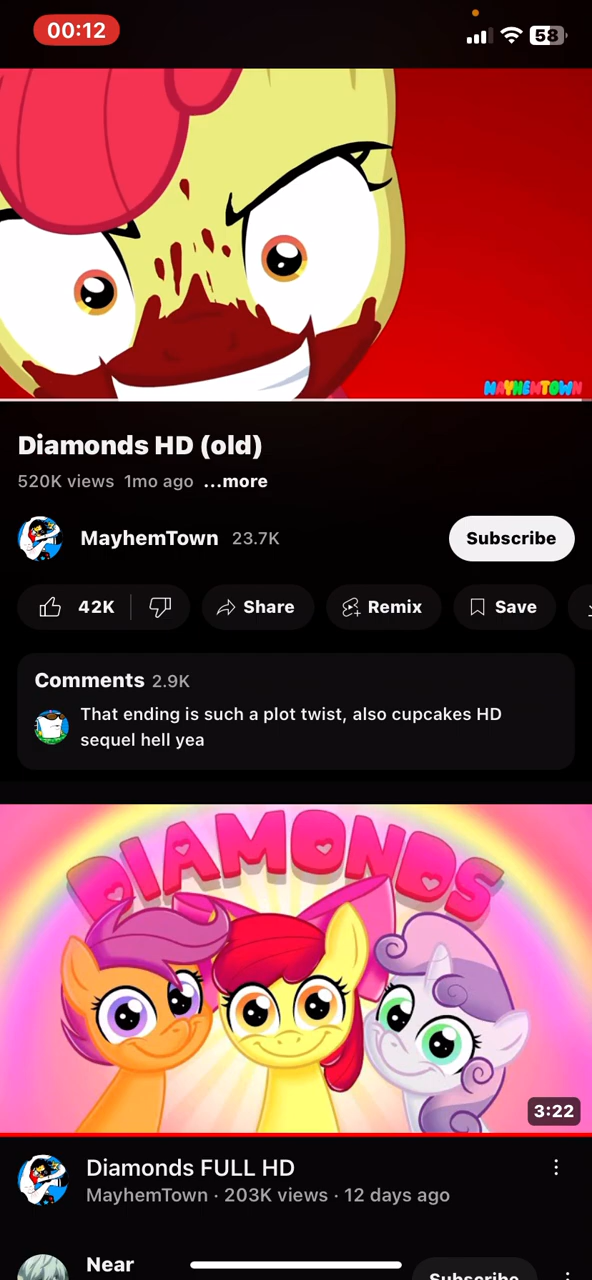 00:12
58
MAYHEMTOWN
Diamonds HD (old)
520K views 1mo ago ...more
MayhemTown 23.7K
Subscribe
42K
Share
Remix
Save
Comments 2.9K
That ending is such a plot twist, also cupcakes HD
sequel hell yea
DIAMONDS
3:22
Diamonds FULL HD
MayhemTown · 203K views · 12 days ago
Near
Subscribe